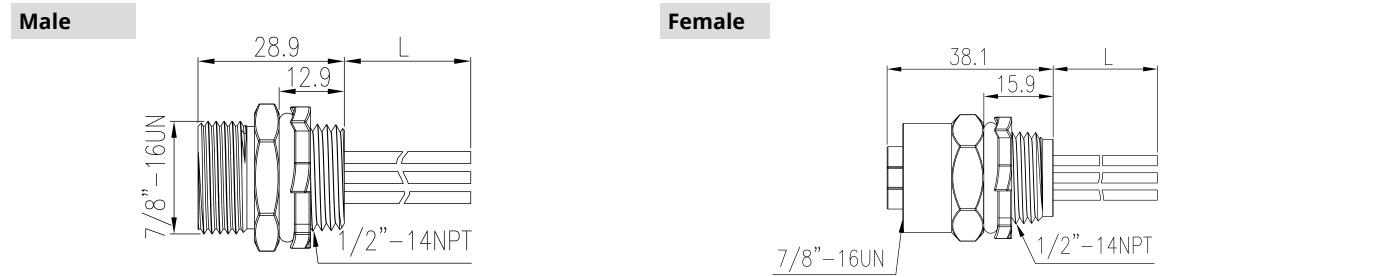 Male
28.9
L
12.9
7/8”-16UN
1/2”-14NPT
Female
38.1
L
15.9
7/8”-16UN
1/2”-14NPT